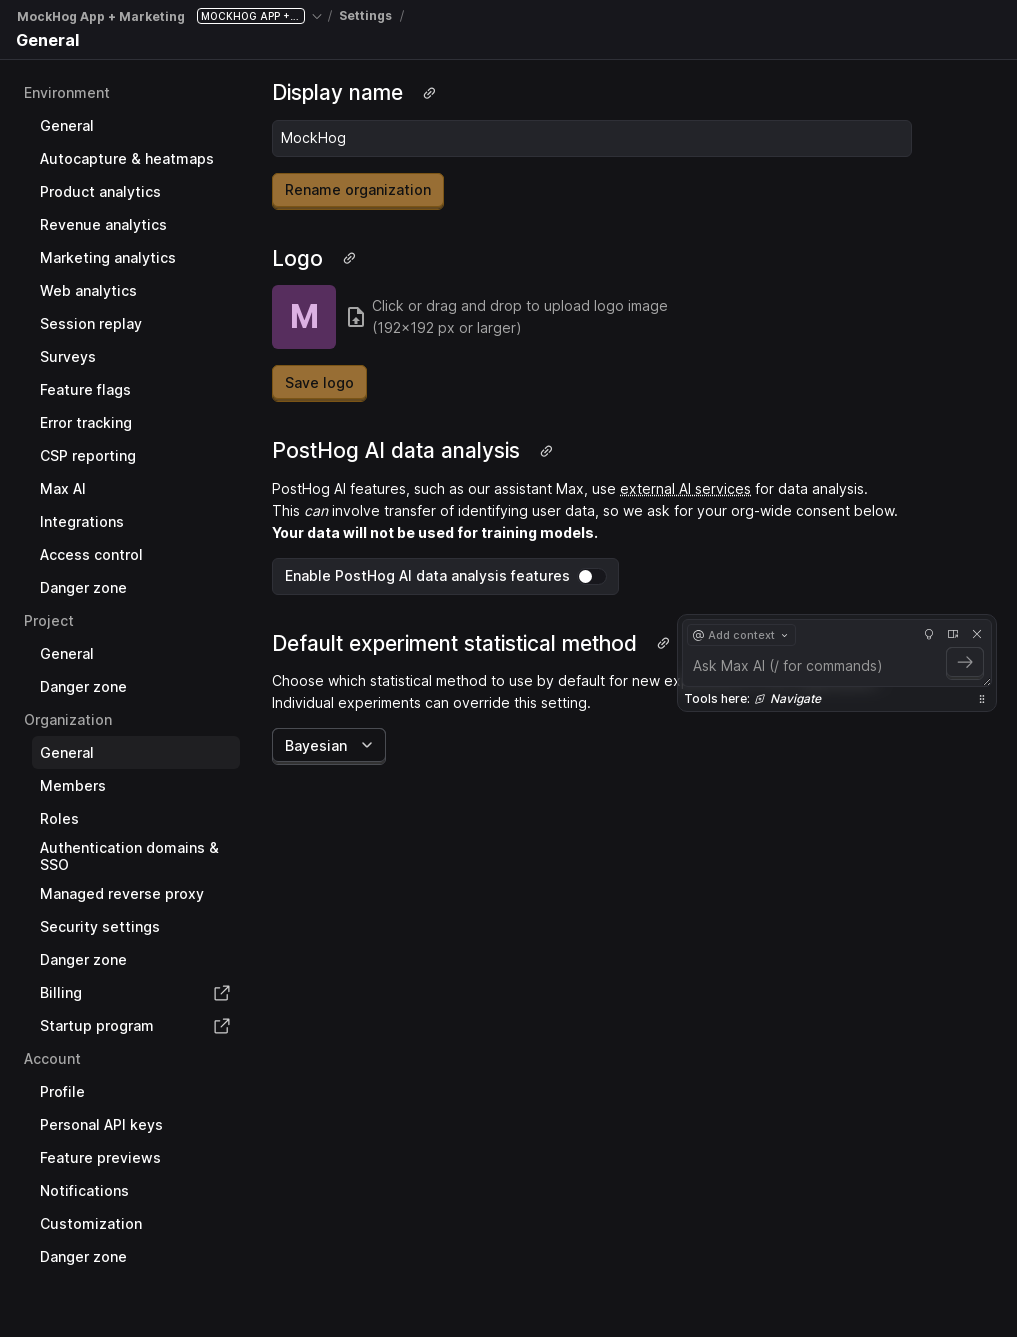 MockHog App + Marketing MOCKHOG APP +... / Settings /
General
Environment
General
Autocapture & heatmaps
Product analytics
Revenue analytics
Marketing analytics
Web analytics
Session replay
Surveys
Feature flags
Error tracking
CSP reporting
Max AI
Integrations
Access control
Danger zone
Project
General
Danger zone
Organization
General
Members
Roles
Authentication domains &
SSO
Managed reverse proxy
Security settings
Danger zone
Billing
Startup program
Account
Profile
Personal API keys
Feature previews
Notifications
Customization
Danger zone
Display name
MockHog
Rename organization
Logo
M
Click or drag and drop to upload logo image
(192×192 px or larger)
Save logo
PostHog AI data analysis
PostHog AI features, such as our assistant Max, use external AI services for data analysis.
This can involve transfer of identifying user data, so we ask for your org-wide consent below.
Your data will not be used for training models.
Enable PostHog AI data analysis features
Default experiment statistical method
Choose which statistical method to use by default for new
Individual experiments can override this setting.
Bayesian
@ Add context
Ask Max AI (/ for commands)
Tools here: Navigate